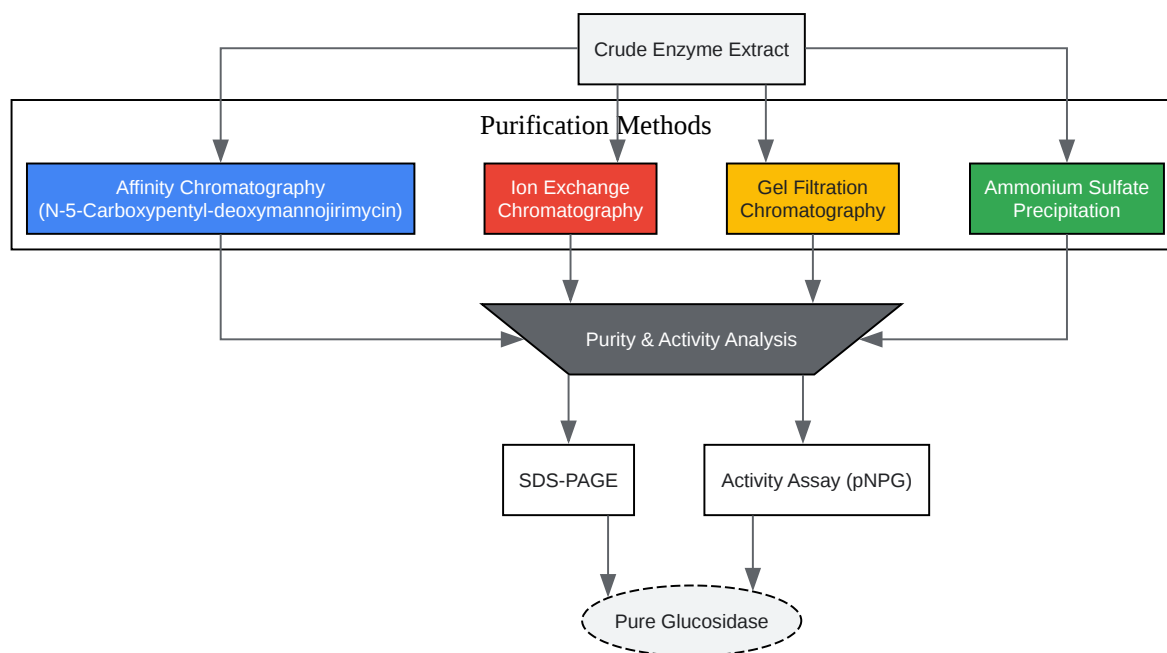 Crude Enzyme Extract
Purification Methods
Affinity Chromatography
(N-5-Carboxypentyl-deoxymannojirimycin)
Ion Exchange
Chromatography
Gel Filtration
Chromatography
Ammonium Sulfate
Precipitation
Purity & Activity Analysis
SDS-PAGE
Activity Assay (pNPG)
Pure Glucosidase